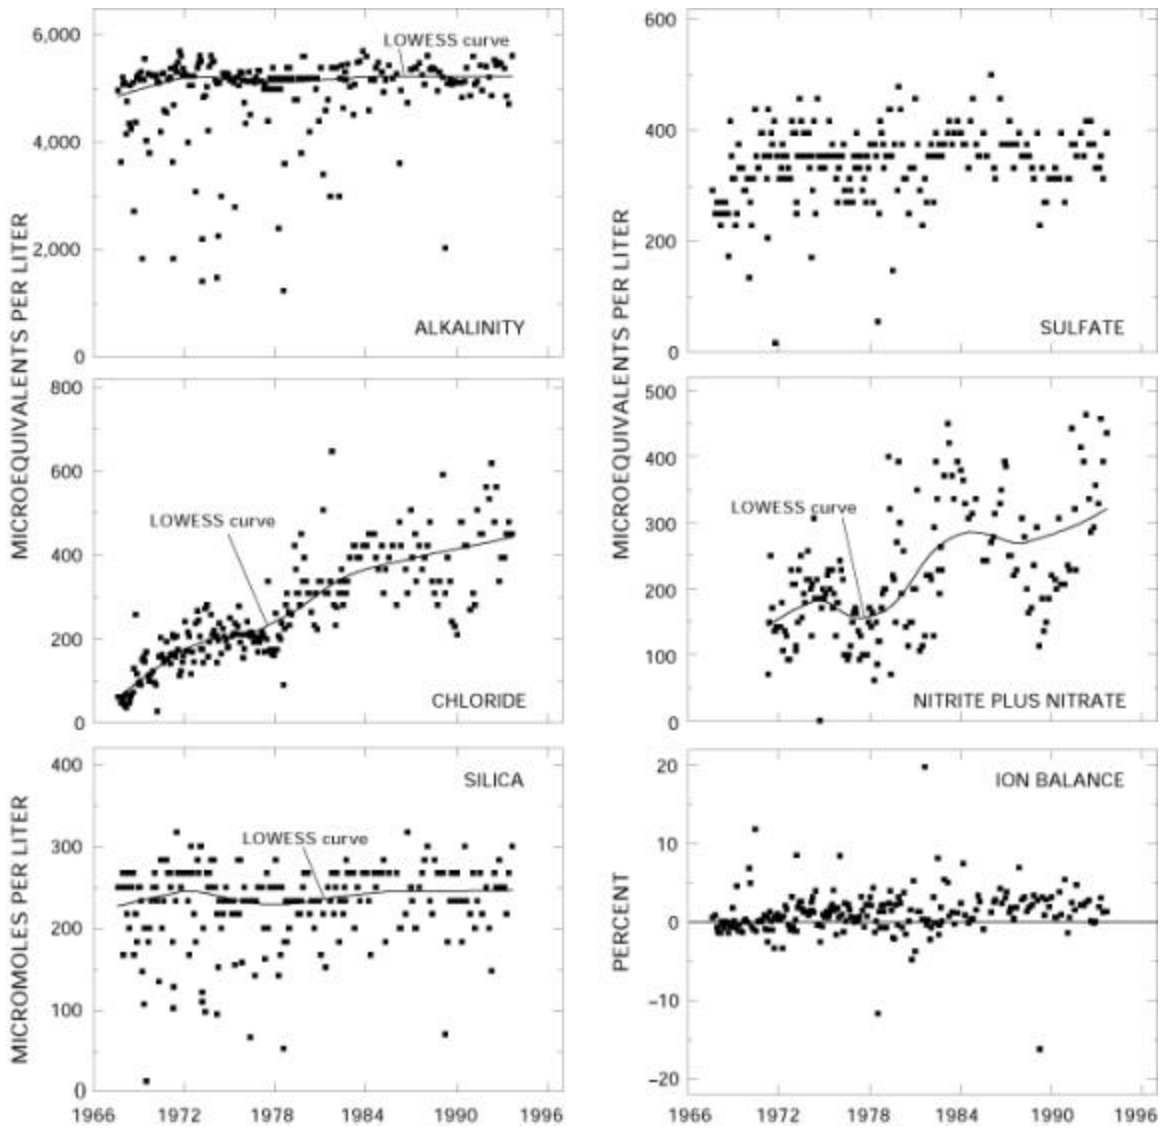 MICROEQUIVALENTS PER LITER
6,000
4,000
2,000
0
LOWESS curve
ALKALINITY
MICROEQUIVALENTS PER LITER
600
400
200
0
SULFATE
800
600
400
200
0
LOWESS curve
CHLORIDE
500
400
300
200
100
0
LOWESS curve
NITRITE PLUS NITRATE
MICROMOLES PER LITER
400
300
200
100
0
SILICA
LOWESS curve
1966 1972 1978 1984 1990 1996
PERCENT
20
10
0
−10
−20
ION BALANCE
1966 1972 1978 1984 1990 1996